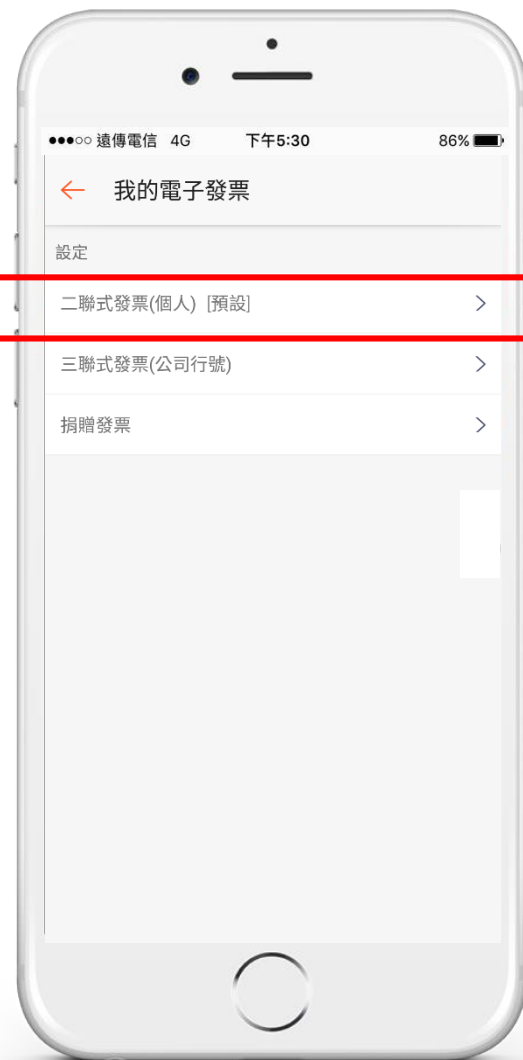 ●●●○○ 遠傳電信 4G 下午5:30 86%
我的電子發票
設定
二聯式發票(個人) [預設]
三聯式發票(公司行號)
捐贈發票